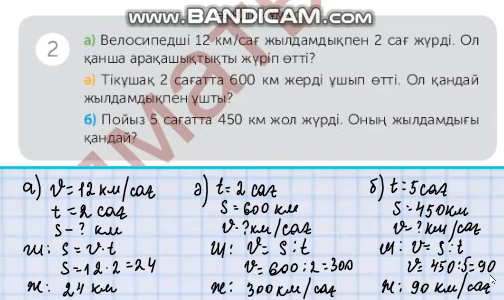 www.BANDICAM.com
2
а) Велосипедші 12 км/сағ жылдамдықпен 2 сағ жүрді. Ол
қанша арақашықтықты жүріп өтті?
ә) Тікұшақ 2 сағатта 600 км жерді ұшып өтті. Ол қандай
жылдамдықпен ұшты?
б) Пойыз 5 сағатта 450 км жол жүрді. Оның жылдамдығы
қандай?
а) v=12 км/сағ
t=2 сағ
S-? км
ш: S=v·t
S=12·2=24
ж: 24 км
ә) t=2 сағ
S=600 км
v-? км/сағ
ш: v=S:t
v=600:2=300
ж: 300 км/сағ
б) t=5 сағ
S=450 км
v-? км/сағ
ш: v=S:t
v=450:5=90
ж: 90 км/сағ